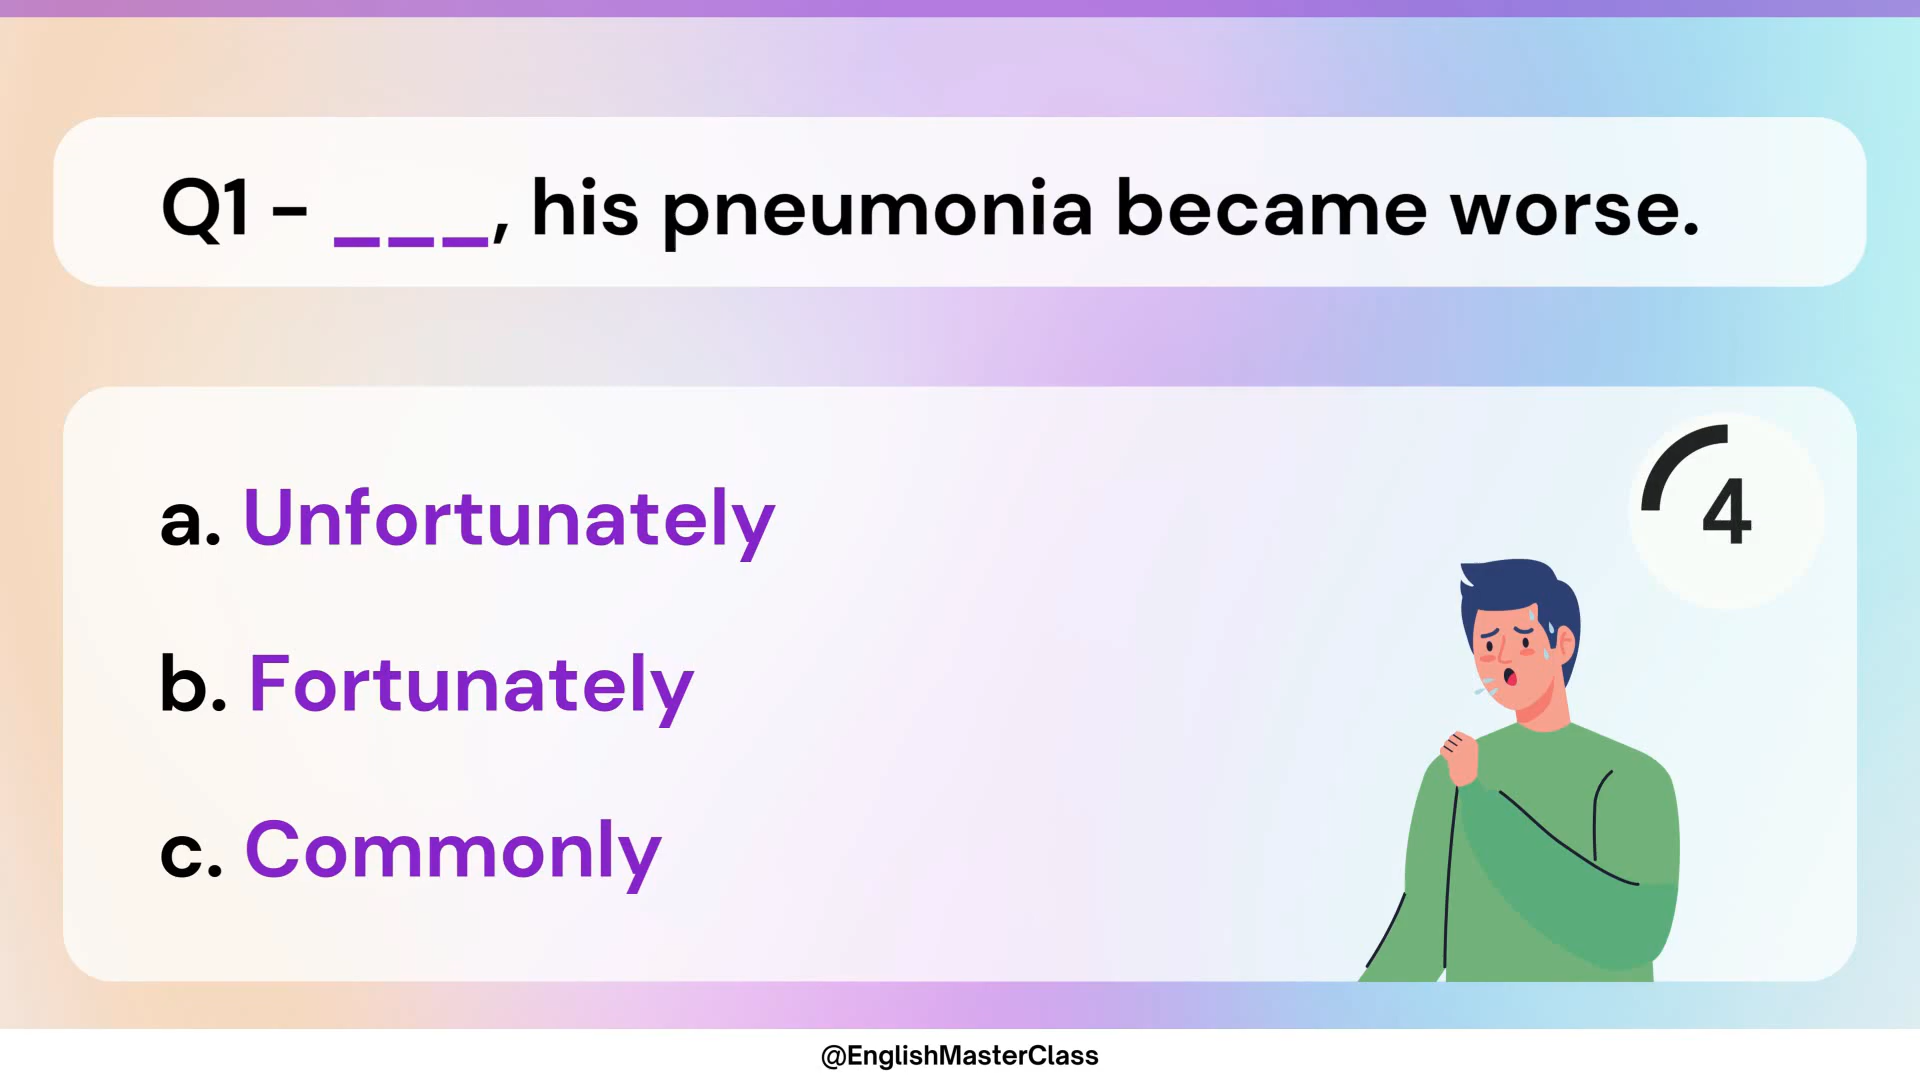 Q1 - ___, his pneumonia became worse.
a. Unfortunately
4
b. Fortunately
c. Commonly
@EnglishMasterClass